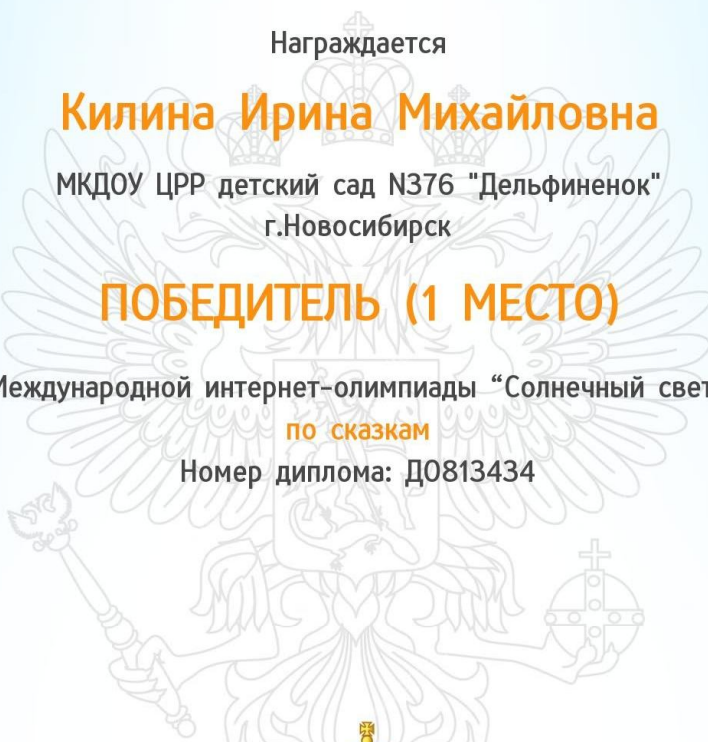 Награждается
Килина Ирина Михайловна
МКДОУ ЦРР детский сад N376 "Дельфиненок"
г.Новосибирск
ПОБЕДИТЕЛЬ (1 МЕСТО)
Международной интернет-олимпиады “Солнечный свет
по сказкам
Номер диплома: ДО813434